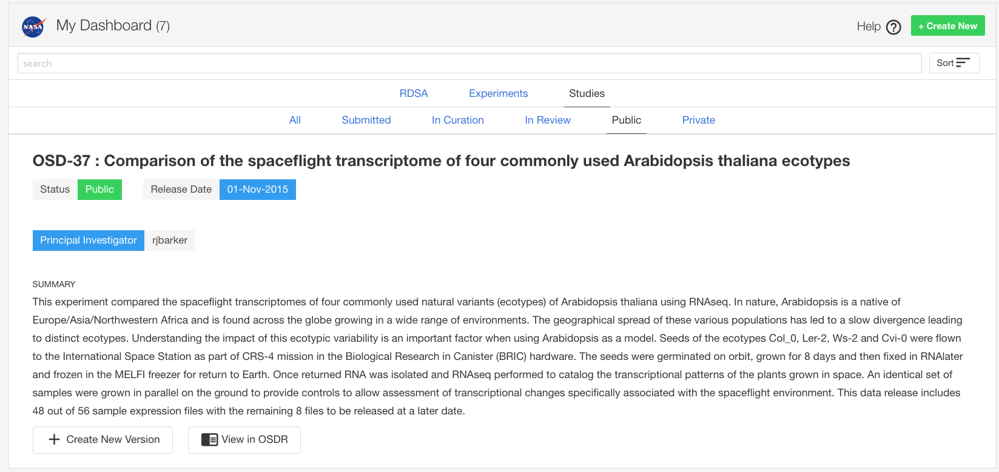 NASA My Dashboard (7) Help ? + Create New
search Sort
RDSA Experiments Studies
All Submitted In Curation In Review Public Private
OSD-37 : Comparison of the spaceflight transcriptome of four commonly used Arabidopsis thaliana ecotypes
Status Public Release Date 01-Nov-2015
Principal Investigator rjbarker
SUMMARY
This experiment compared the spaceflight transcriptomes of four commonly used natural variants (ecotypes) of Arabidopsis thaliana using RNAseq. In nature, Arabidopsis is a native of
Europe/Asia/Northwestern Africa and is found across the globe growing in a wide range of environments. The geographical spread of these various populations has led to a slow divergence leading
to distinct ecotypes. Understanding the impact of this ecotypic variability is an important factor when using Arabidopsis as a model. Seeds of the ecotypes Col_0, Ler-2, Ws-2 and Cvi-0 were flown
to the International Space Station as part of CRS-4 mission in the Biological Research in Canister (BRIC) hardware. The seeds were germinated on orbit, grown for 8 days and then fixed in RNAlater
and frozen in the MELFI freezer for return to Earth. Once returned RNA was isolated and RNAseq performed to catalog the transcriptional patterns of the plants grown in space. An identical set of
samples were grown in parallel on the ground to provide controls to allow assessment of transcriptional changes specifically associated with the spaceflight environment. This data release includes
48 out of 56 sample expression files with the remaining 8 files to be released at a later date.
+ Create New Version View in OSDR